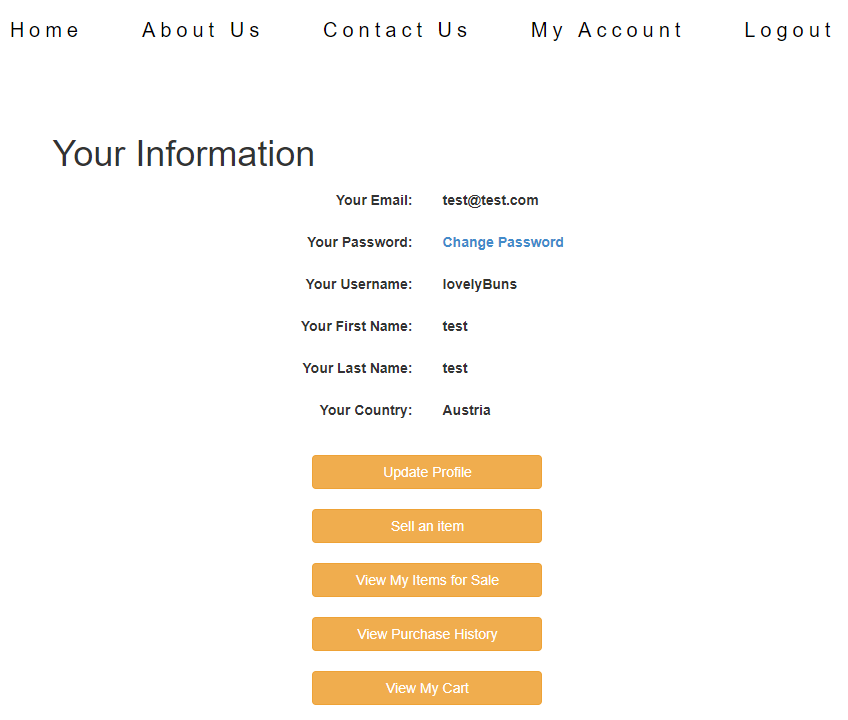 Home About Us Contact Us My Account Logout
Your Information
Your Email: test@test.com
Your Password: Change Password
Your Username: lovelyBuns
Your First Name: test
Your Last Name: test
Your Country: Austria
Update Profile
Sell an item
View My Items for Sale
View Purchase History
View My Cart